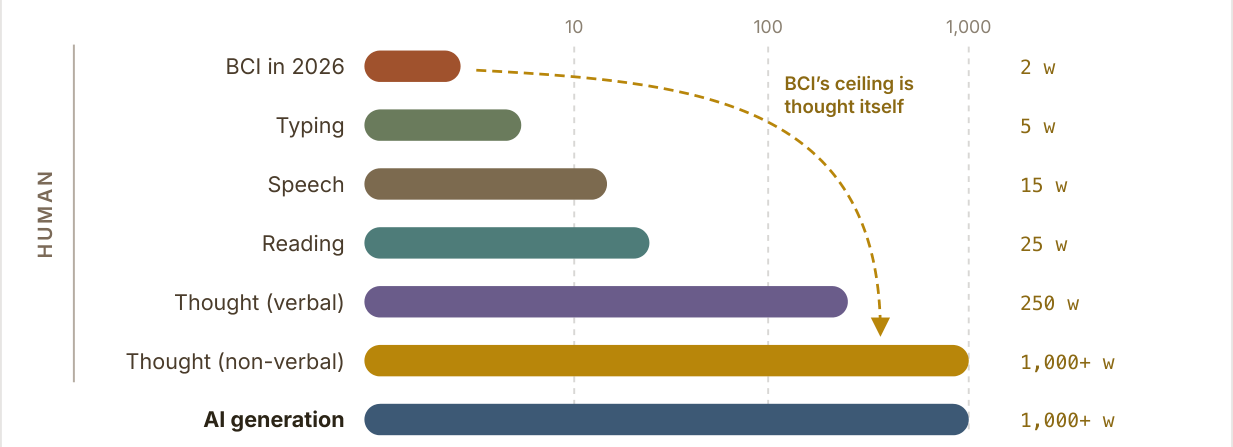 10 100 1,000
BCI in 2026 2 w
BCI’s ceiling is
thought itself
Typing 5 w
Speech 15 w
HUMAN
Reading 25 w
Thought (verbal) 250 w
Thought (non-verbal) 1,000+ w
AI generation 1,000+ w